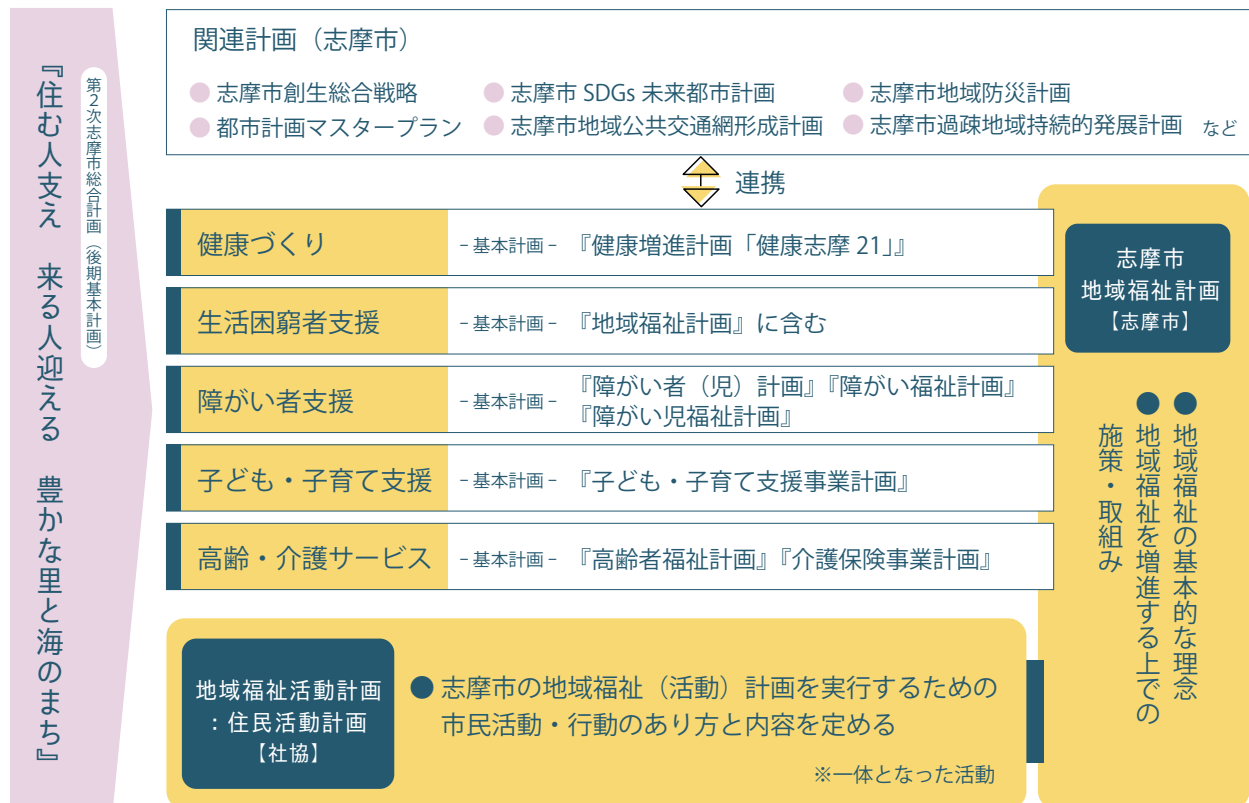 『住む人支え　来る人迎える　豊かな里と海のまち』
第２次志摩市総合計画（後期基本計画）
関連計画（志摩市）
● 志摩市創生総合戦略
● 志摩市 SDGs 未来都市計画
● 志摩市地域防災計画
● 都市計画マスタープラン
● 志摩市地域公共交通網形成計画
● 志摩市過疎地域持続的発展計画 など
連携
健康づくり
－基本計画－ 『健康増進計画「健康志摩 21」』
生活困窮者支援
－基本計画－ 『地域福祉計画』に含む
障がい者支援
－基本計画－ 『障がい者（児）計画』『障がい福祉計画』
『障がい児福祉計画』
子ども・子育て支援
－基本計画－ 『子ども・子育て支援事業計画』
高齢・介護サービス
－基本計画－ 『高齢者福祉計画』『介護保険事業計画』
志摩市
地域福祉計画
【志摩市】
● 地域福祉の基本的な理念
● 地域福祉を増進する上での
施策・取組み
地域福祉活動計画
：住民活動計画
【社協】
● 志摩市の地域福祉（活動）計画を実行するための
市民活動・行動のあり方と内容を定める
※一体となった活動